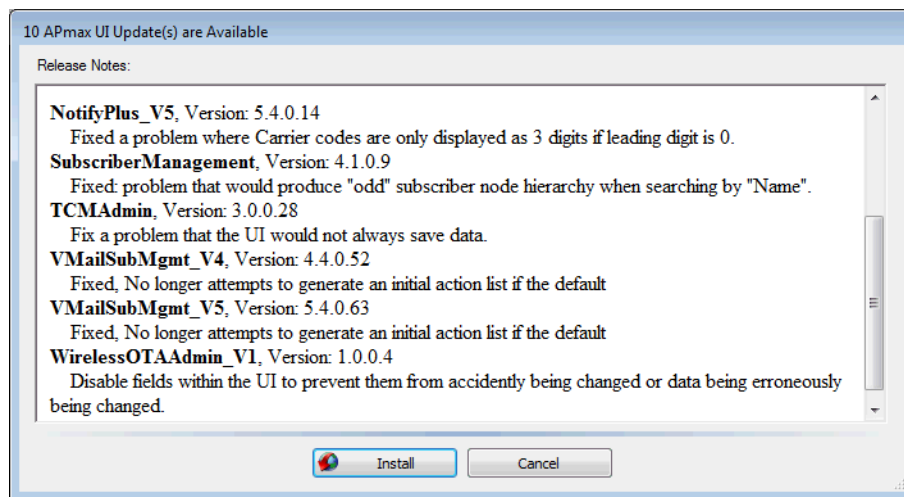 10 APmax UI Update(s) are Available
Release Notes:
NotifyPlus_V5, Version: 5.4.0.14
Fixed a problem where Carrier codes are only displayed as 3 digits if leading digit is 0.
SubscriberManagement, Version: 4.1.0.9
Fixed: problem that would produce "odd" subscriber node hierarchy when searching by "Name".
TCMAdmin, Version: 3.0.0.28
Fix a problem that the UI would not always save data.
VMailSubMgmt_V4, Version: 4.4.0.52
Fixed, No longer attempts to generate an initial action list if the default
VMailSubMgmt_V5, Version: 5.4.0.63
Fixed, No longer attempts to generate an initial action list if the default
WirelessOTAAdmin_V1, Version: 1.0.0.4
Disable fields within the UI to prevent them from accidently being changed or data being erroneously
being changed.
Install
Cancel